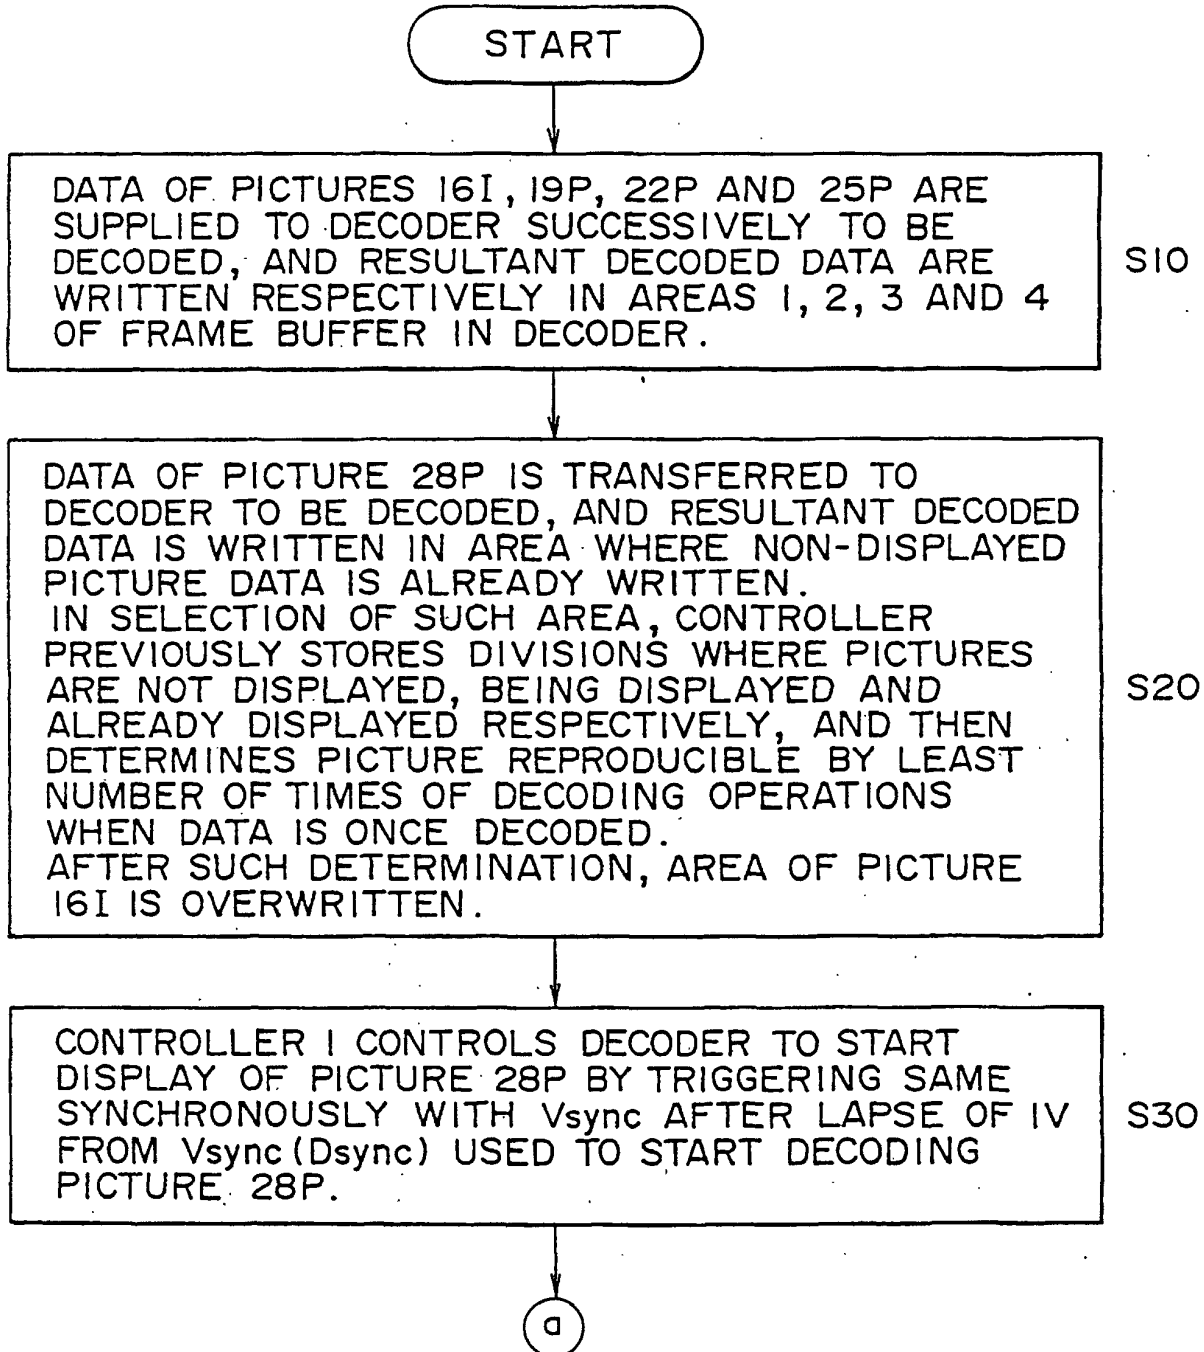 START
DATA OF PICTURES 16I, 19P, 22P AND 25P ARE
SUPPLIED TO DECODER SUCCESSIVELY TO BE
DECODED, AND RESULTANT DECODED DATA ARE
WRITTEN RESPECTIVELY IN AREAS 1, 2, 3 AND 4
OF FRAME BUFFER IN DECODER.
S10
DATA OF PICTURE 28P IS TRANSFERRED TO
DECODER TO BE DECODED, AND RESULTANT DECODED
DATA IS WRITTEN IN AREA WHERE NON-DISPLAYED
PICTURE DATA IS ALREADY WRITTEN.
IN SELECTION OF SUCH AREA, CONTROLLER
PREVIOUSLY STORES DIVISIONS WHERE PICTURES
ARE NOT DISPLAYED, BEING DISPLAYED AND
ALREADY DISPLAYED RESPECTIVELY, AND THEN
DETERMINES PICTURE REPRODUCIBLE BY LEAST
NUMBER OF TIMES OF DECODING OPERATIONS
WHEN DATA IS ONCE DECODED.
AFTER SUCH DETERMINATION, AREA OF PICTURE
16I IS OVERWRITTEN.
S20
CONTROLLER 1 CONTROLS DECODER TO START
DISPLAY OF PICTURE 28P BY TRIGGERING SAME
SYNCHRONOUSLY WITH Vsync AFTER LAPSE OF 1V
FROM Vsync (Dsync) USED TO START DECODING
PICTURE 28P.
S30
a